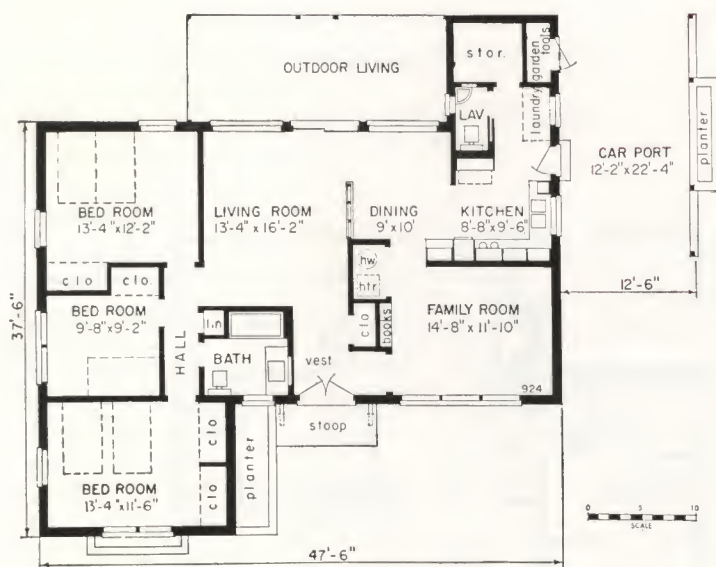 OUTDOOR LIVING
stor.
garden
tools
LAV
laundry
CAR PORT
12'-2"x22'-4"
planter
BED ROOM
13'-4"x12'-2"
LIVING ROOM
13'-4"x16'-2"
DINING
9'x10'
KITCHEN
8'-8"x9'-6"
clo
clo.
hw
htr
12'-6"
37'-6"
BED ROOM
9'-8"x9'-2"
HALL
lin
BATH
clo
books
FAMILY ROOM
14'-8"x11'-10"
vest
924
stoop
planter
clo
clo
BED ROOM
13'-4"x11'-6"
0 5 10
SCALE
47'-6"